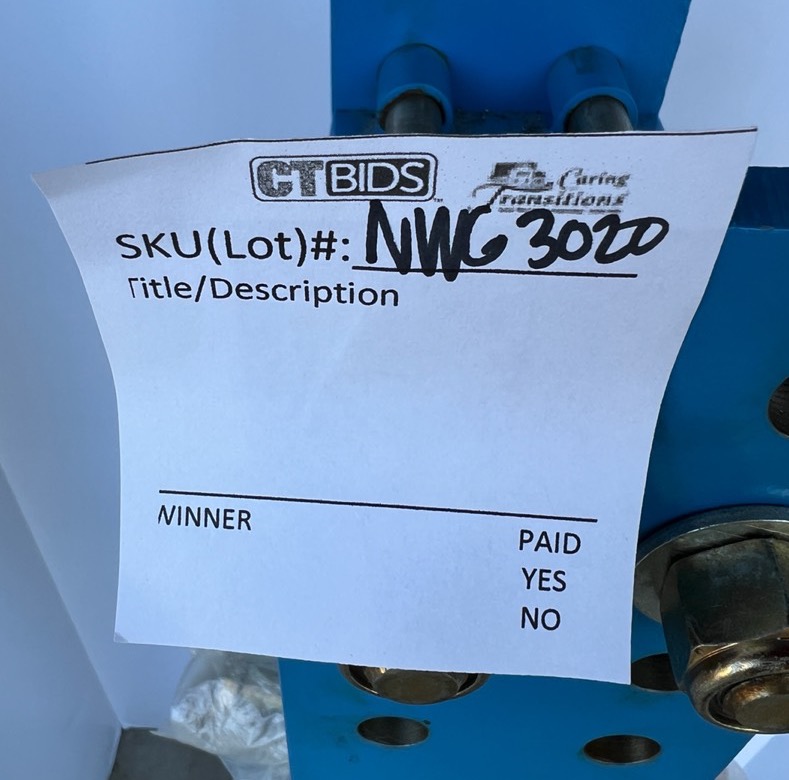 CTBIDS Caring Transitions
SKU(Lot)#: NWG 3020
Title/Description
WINNER PAID
YES
NO